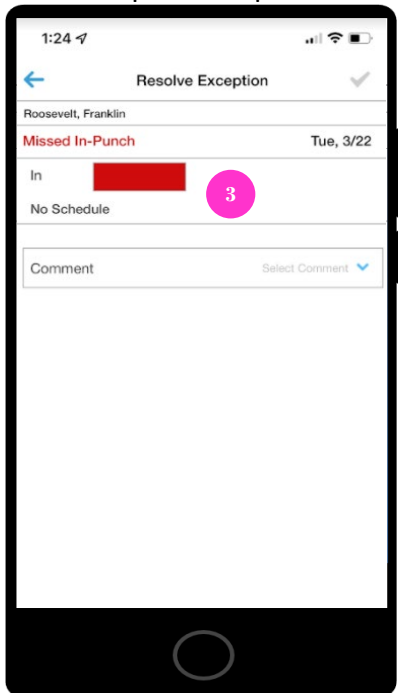 1:24
Resolve Exception
Roosevelt, Franklin
Missed In-Punch Tue, 3/22
In
3
No Schedule
Comment Select Comment